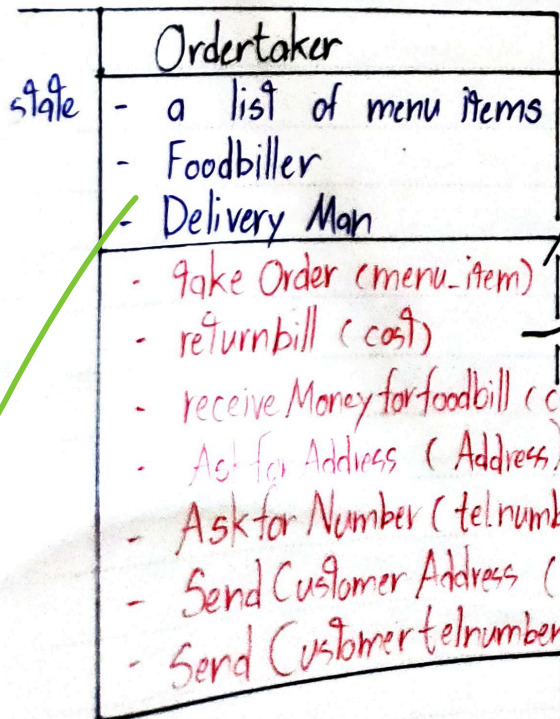 Ordertaker
state - a list of menu items
- Foodbiller
- Delivery Man
- take Order (menu_item)
- returnbill (cost)
- receive Money for foodbill (c
- Ask for Address (Address)
- Ask for Number (telnumb
- Send Customer Address (
- Send Customer telnumber